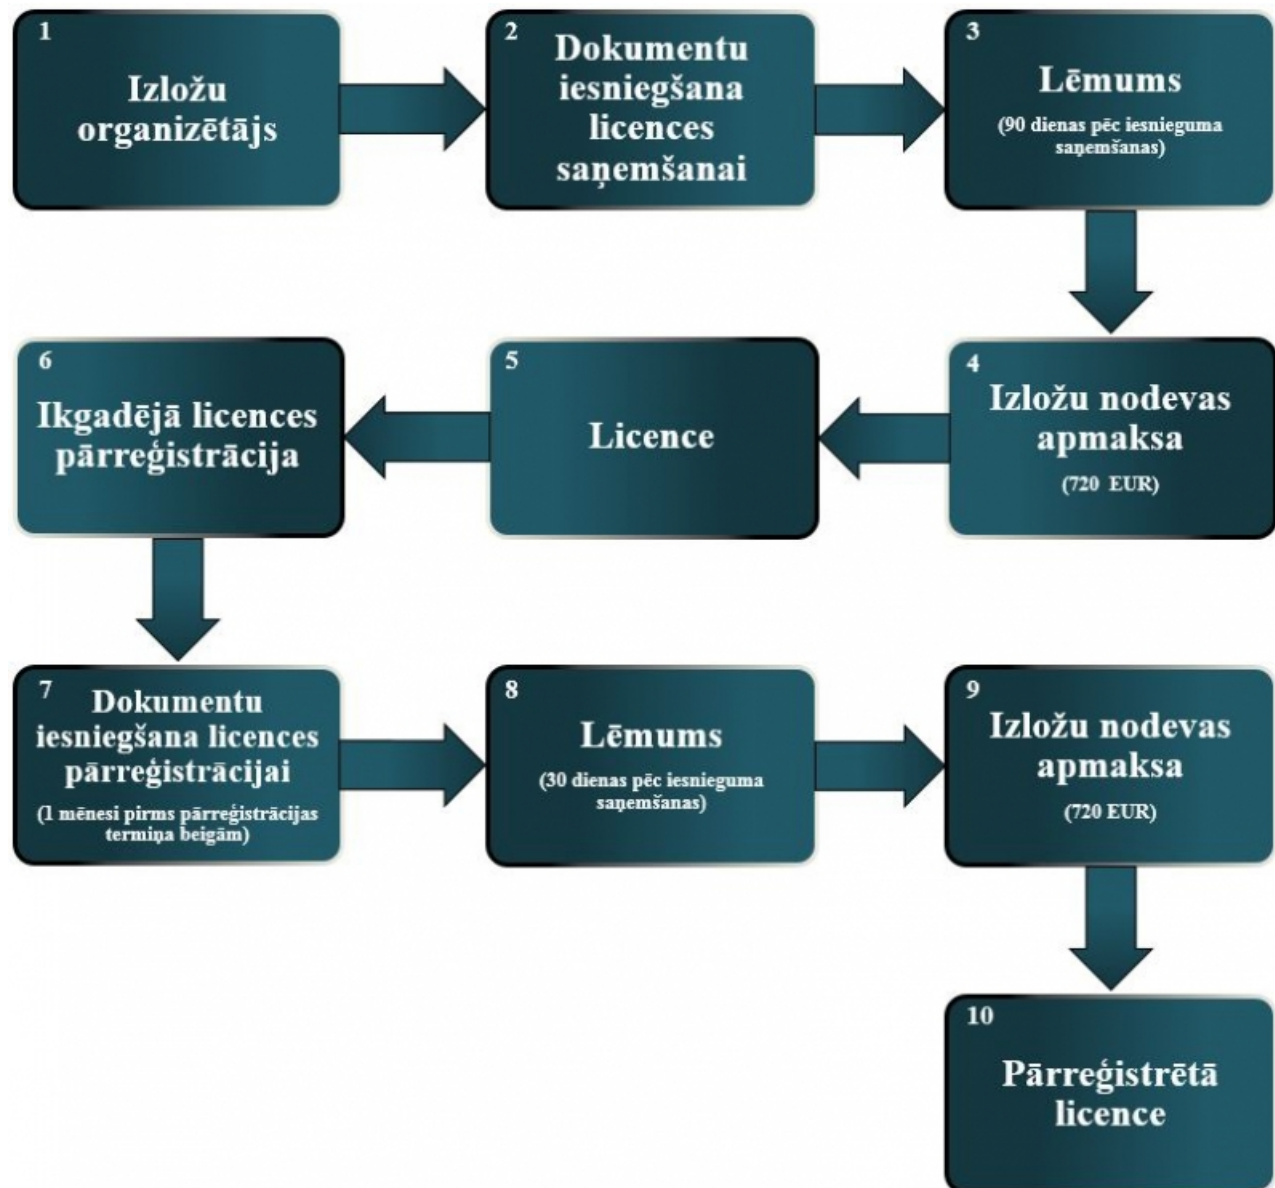 1
Izložu
organizētājs
2
Dokumentu
iesniegšana
licences
saņemšanai
3
Lēmums
(90 dienas pēc iesnieguma
saņemšanas)
4
Izložu nodevas
apmaksa
(720 EUR)
5
Licence
6
Ikgadējā licences
pārreģistrācija
7
Dokumentu
iesniegšana licences
pārreģistrācijai
(1 mēnesi pirms pārreģistrācijas
termiņa beigām)
8
Lēmums
(30 dienas pēc iesnieguma
saņemšanas)
9
Izložu nodevas
apmaksa
(720 EUR)
10
Pārreģistrētā
licence